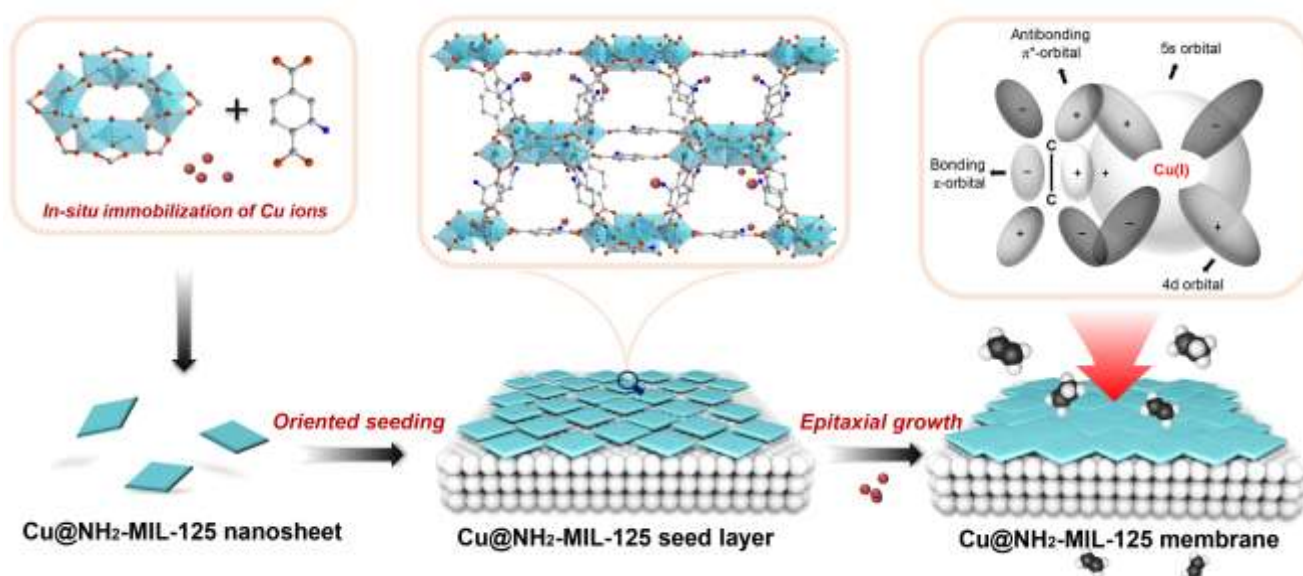 In-situ immobilization of Cu ions
Antibonding
π*-orbital
5s orbital
Bonding
π-orbital
C
C
Cu(I)
4d orbital
+
−
+
+
−
−
+
+
+
−
−
+
Oriented seeding
Epitaxial growth
Cu@NH₂-MIL-125 nanosheet
Cu@NH₂-MIL-125 seed layer
Cu@NH₂-MIL-125 membrane